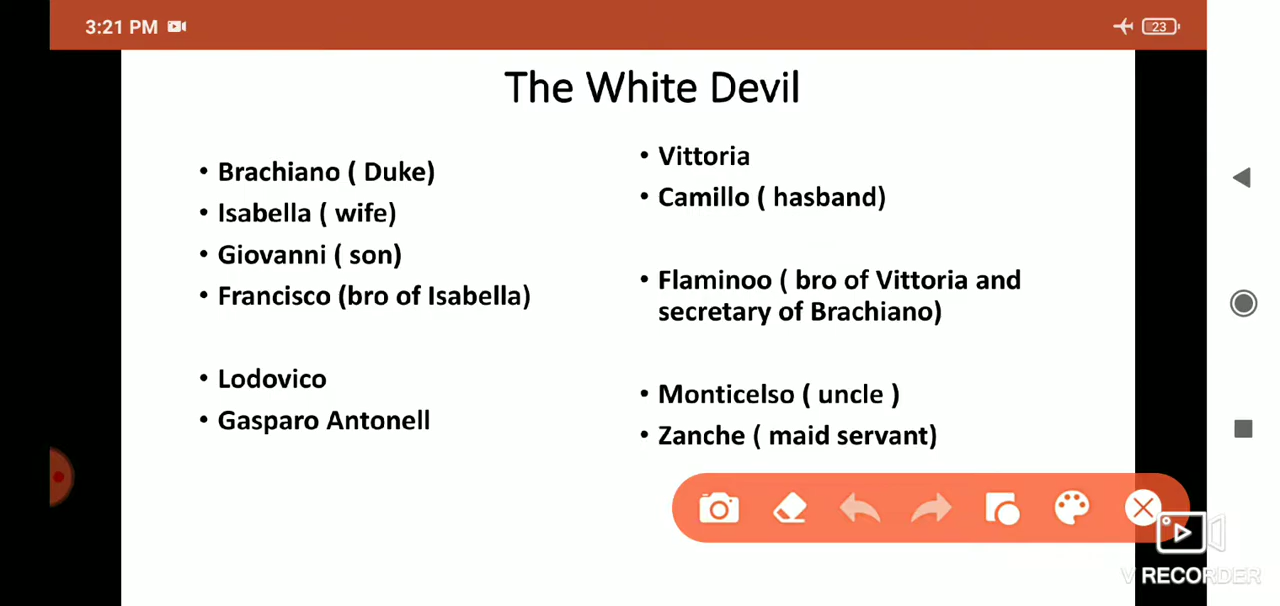 3:21 PM
23
The White Devil
• Brachiano ( Duke)
• Isabella ( wife)
• Giovanni ( son)
• Francisco (bro of Isabella)
• Lodovico
• Gasparo Antonell
• Vittoria
• Camillo ( hasband)
• Flaminoo ( bro of Vittoria and
secretary of Brachiano)
• Monticelso ( uncle )
• Zanche ( maid servant)
V RECORDER